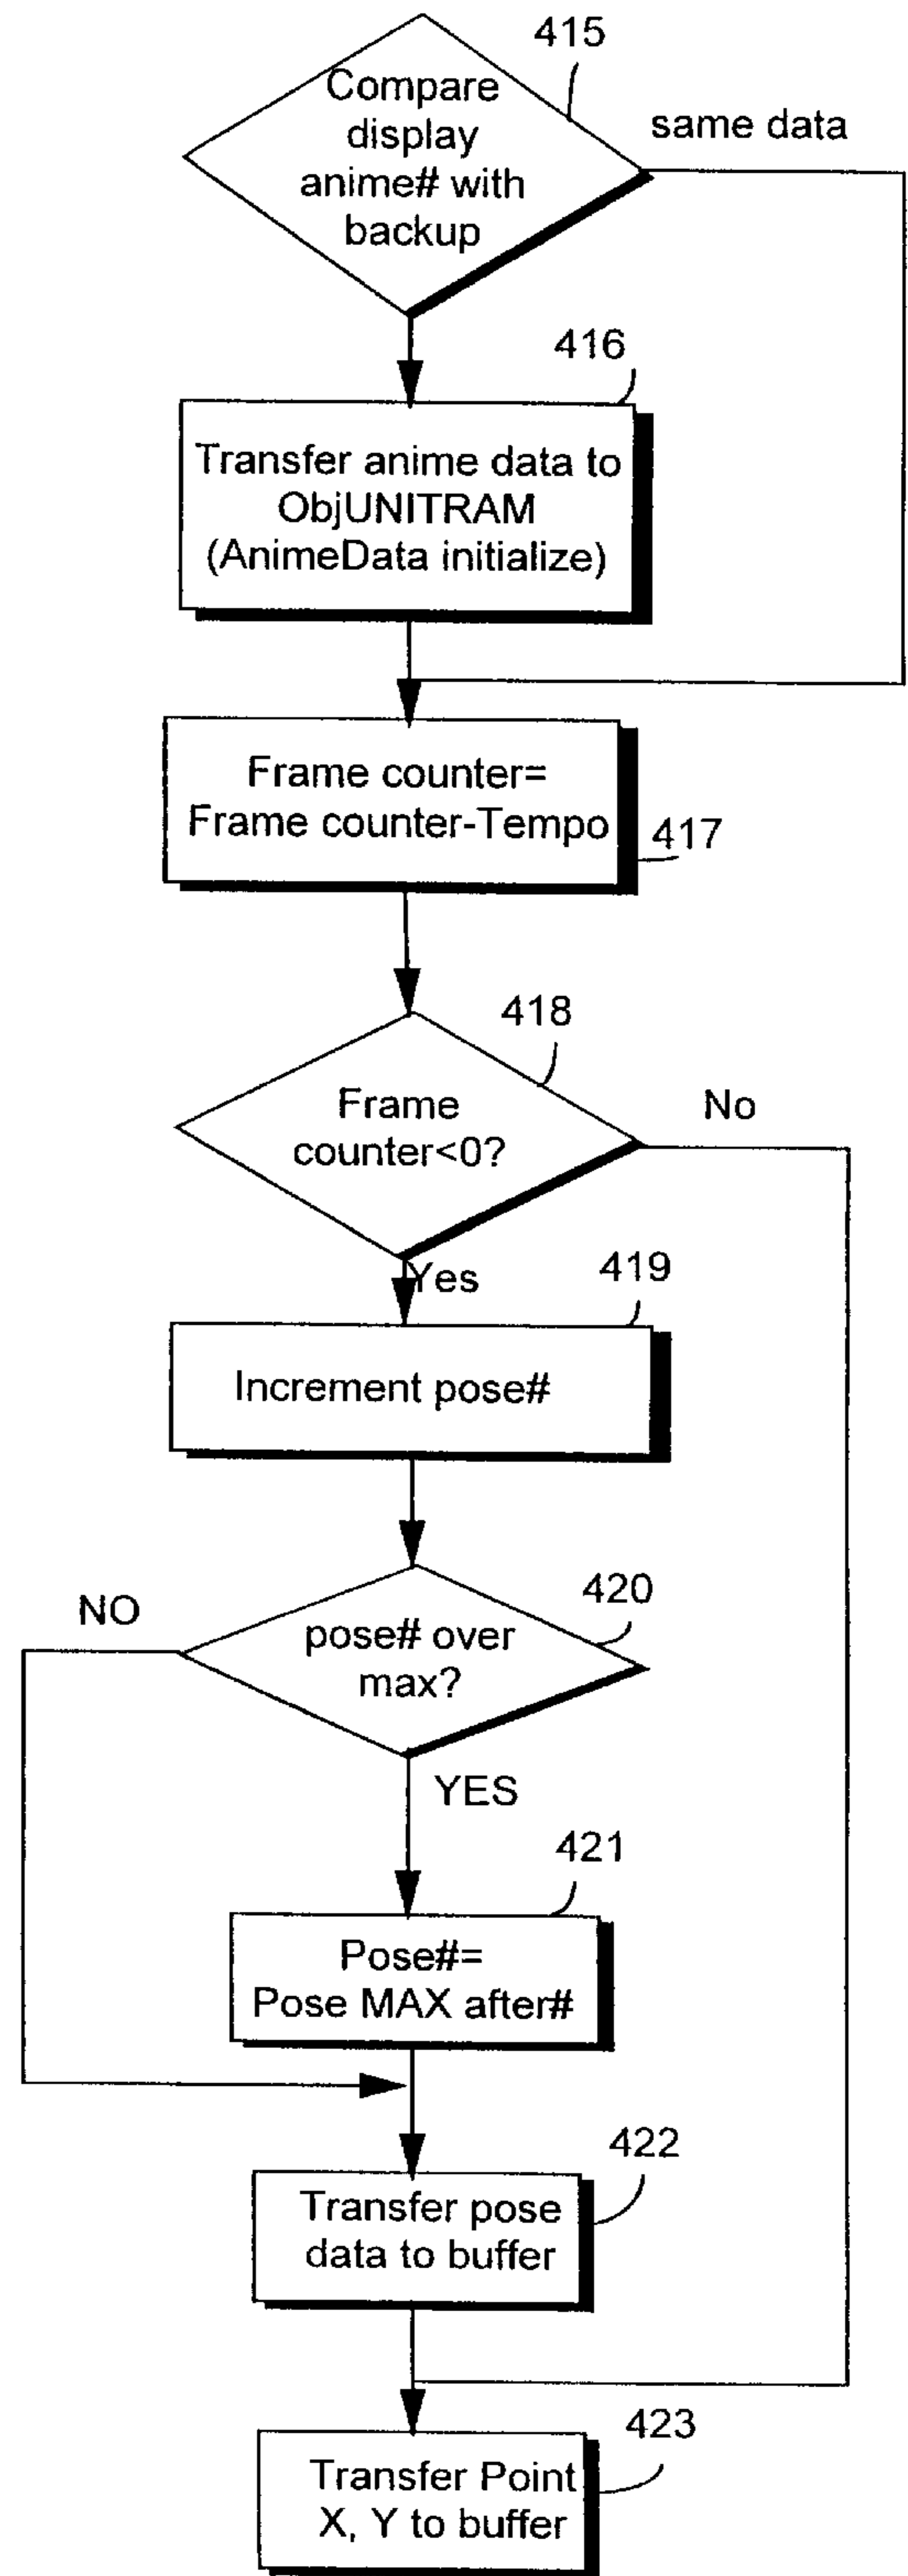 415
Compare
display
anime# with
backup
same data
416
Transfer anime data to
ObjUNITRAM
(AnimeData initialize)
Frame counter=
Frame counter-Tempo
417
418
Frame
counter<0?
No
Yes
419
Increment pose#
420
NO
pose# over
max?
YES
421
Pose#=
Pose MAX after#
422
Transfer pose
data to buffer
423
Transfer Point
X, Y to buffer